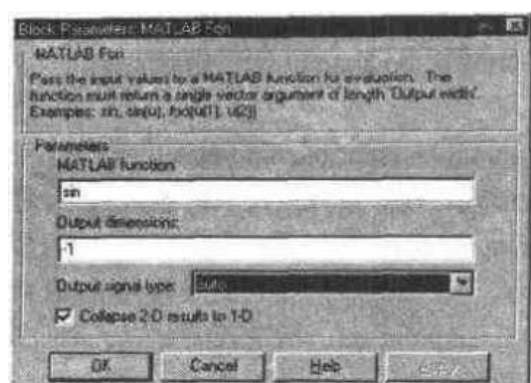 Block Parameters: MATLAB Fcn
MATLAB Fcn
Pass the input values to a MATLAB function for evaluation. The
function must return a single vector argument of length 'Output width'.
Examples: sin, sin(u), foo(u(1), u(2))
Parameters
MATLAB function
sin
Output dimensions:
-1
Output signal type: auto
Collapse 2-D results to 1-D
OK
Cancel
Help
Apply